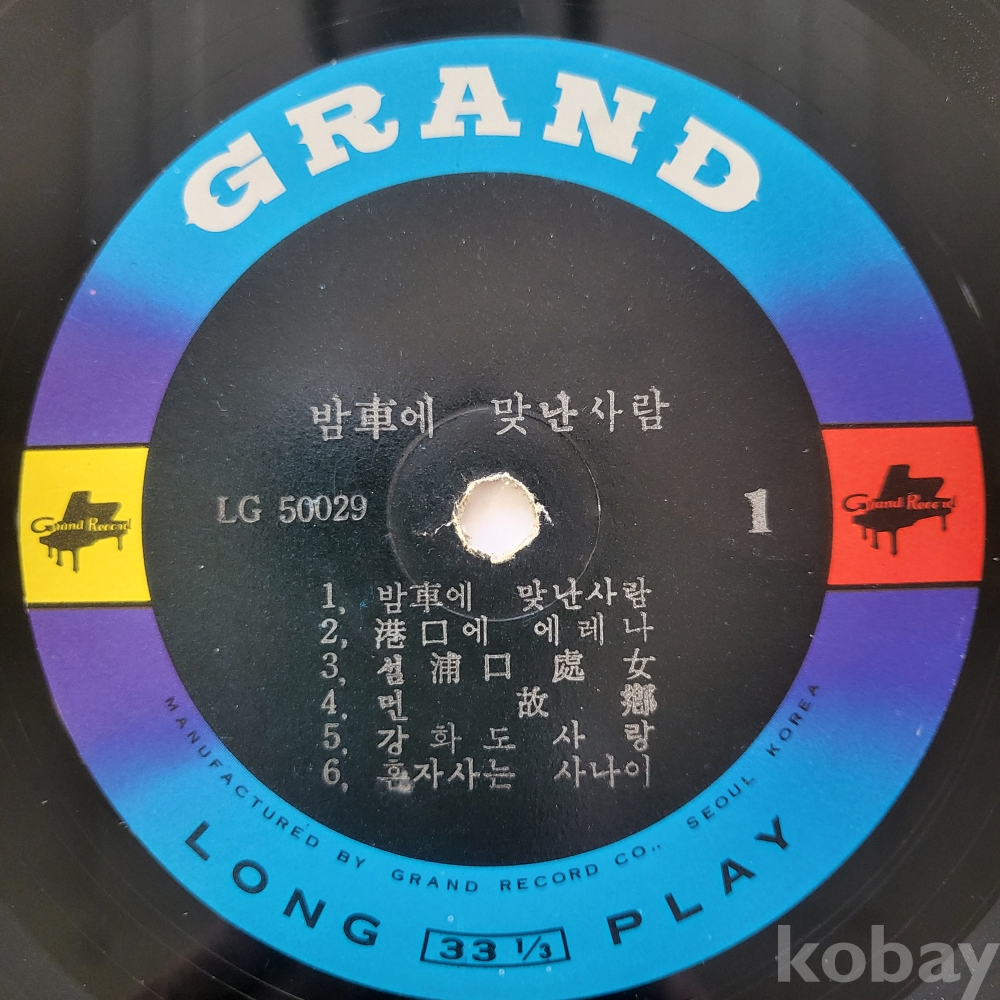 GRAND
밤車에 맞난사람
LG 50029
1
Grand Record
Grand Record
1, 밤車에 맞난사람
2, 港口에 에레나
3, 섬浦口處女
4, 먼故鄕
5, 강화도사랑
6, 혼자사는 사나이
MANUFACTURED BY GRAND RECORD CO., SEOUL KOREA
LONG 33 1/3 PLAY
kobay